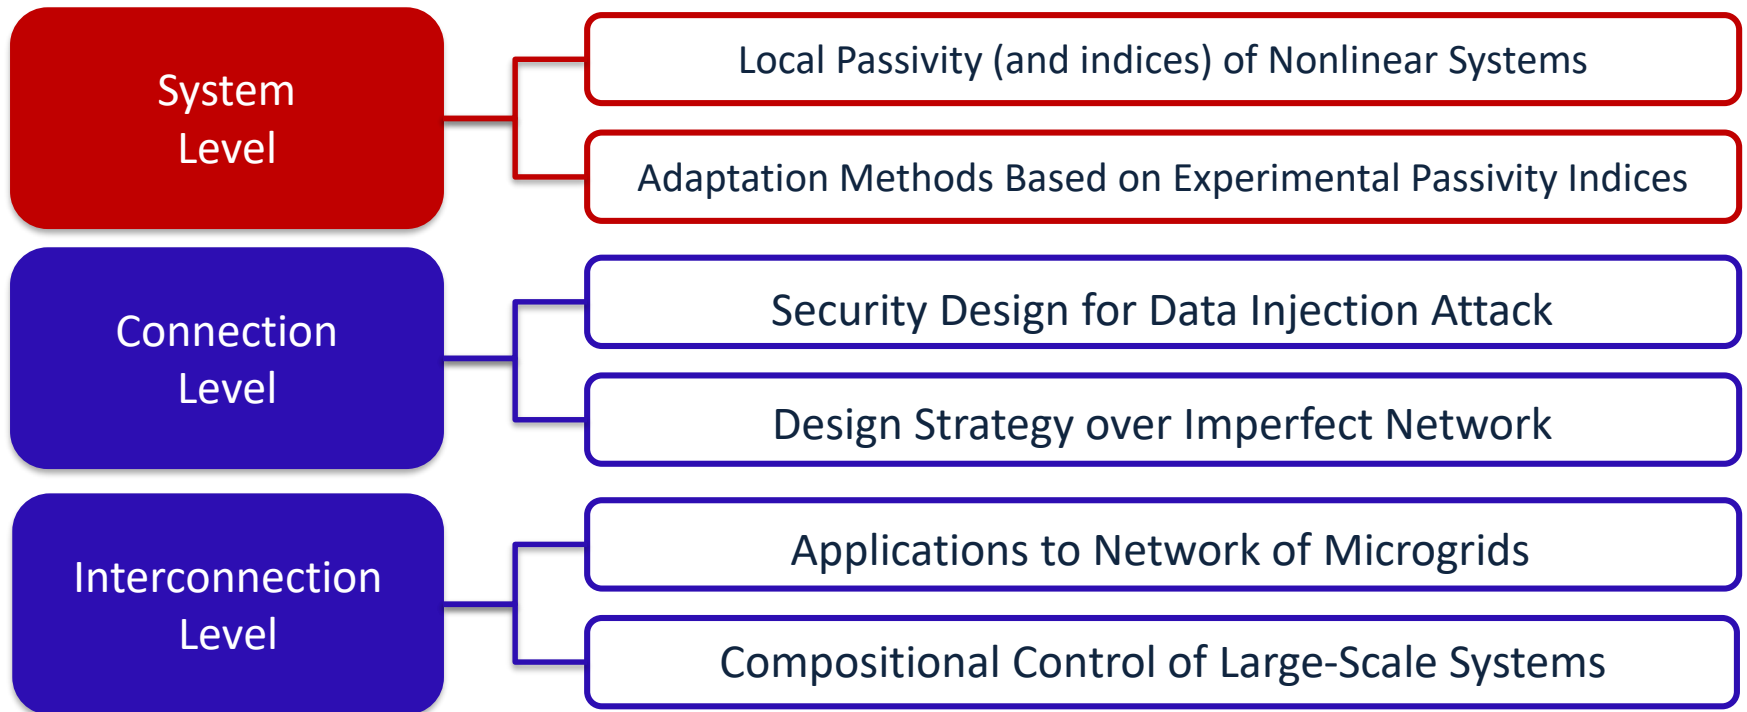 System
Level
Local Passivity (and indices) of Nonlinear Systems
Adaptation Methods Based on Experimental Passivity Indices
Connection
Level
Security Design for Data Injection Attack
Design Strategy over Imperfect Network
Interconnection
Level
Applications to Network of Microgrids
Compositional Control of Large-Scale Systems